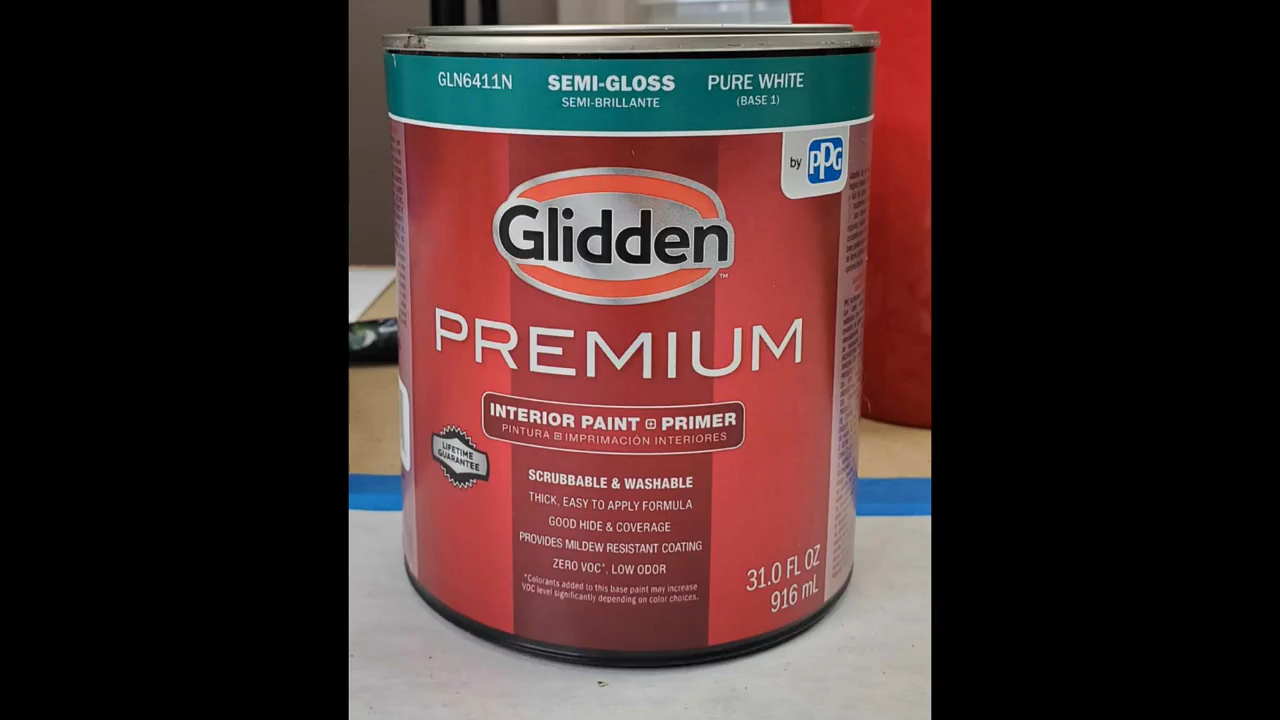 GLN6411N SEMI-GLOSS PURE WHITE
SEMI-BRILLANTE (BASE 1)
by PPG
Glidden™
PREMIUM
INTERIOR PAINT + PRIMER
PINTURA + IMPRIMACIÓN INTERIORES
LIFETIME
GUARANTEE
SCRUBBABLE & WASHABLE
THICK, EASY TO APPLY FORMULA
GOOD HIDE & COVERAGE
PROVIDES MILDEW RESISTANT COATING
ZERO VOC*, LOW ODOR
*Colorants added to this base paint may increase
VOC level significantly depending on color choices.
31.0 FL OZ
916 mL